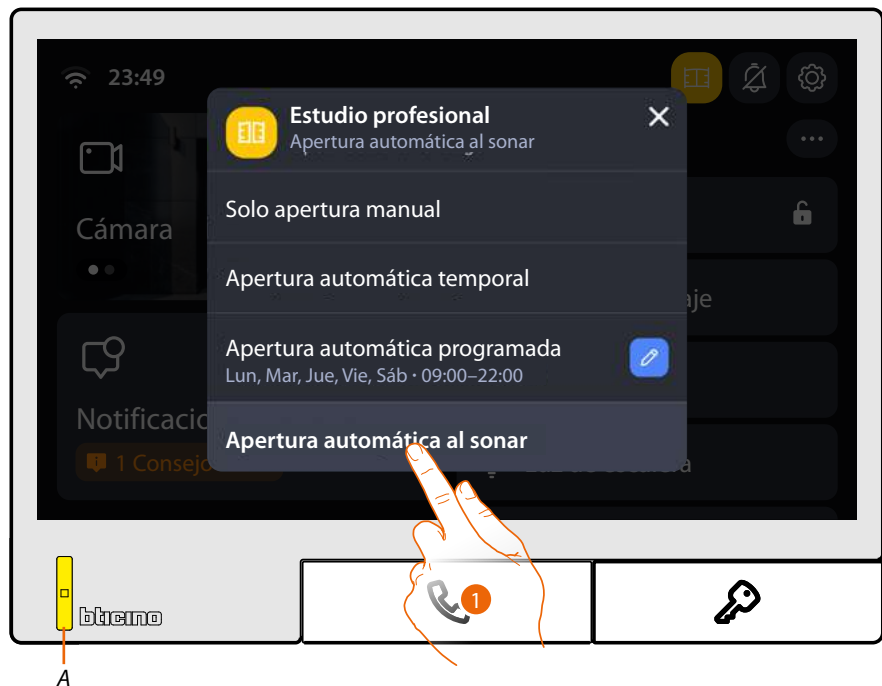 23:49
Estudio profesional
Apertura automática al sonar
Cámara
Solo apertura manual
Apertura automática temporal
aje
Apertura automática programada
Lun, Mar, Jue, Vie, Sáb · 09:00–22:00
Notificacio
Apertura automática al sonar
1 Consejo
1
bticino
A